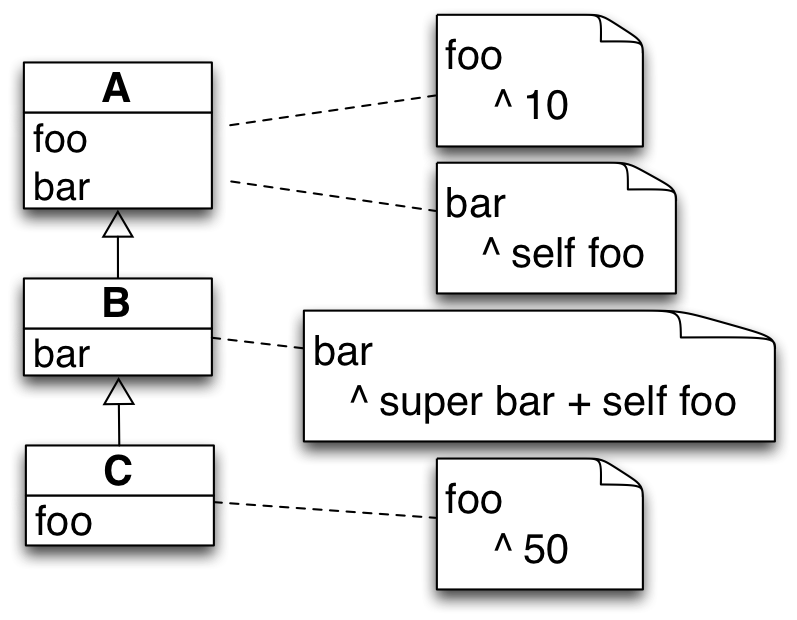 A
foo
bar
B
bar
C
foo
foo
^ 10
bar
^ self foo
bar
^ super bar + self foo
foo
^ 50